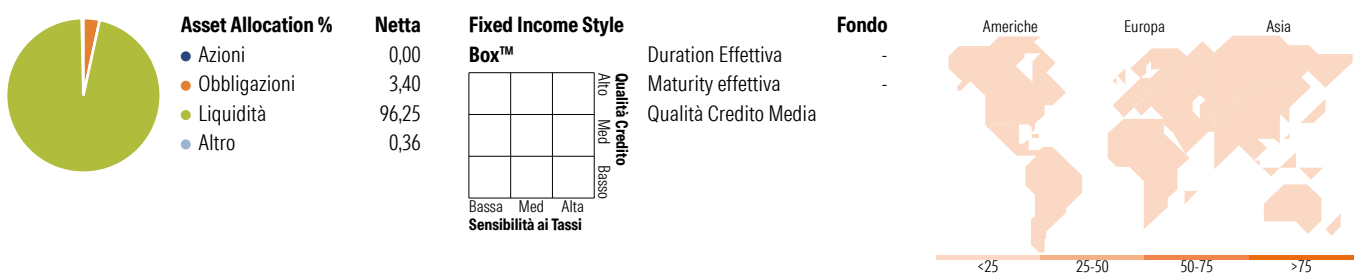 Asset Allocation % Netta
Azioni 0,00
Obbligazioni 3,40
Liquidità 96,25
Altro 0,36
Fixed Income Style
Box™
Alto Med Basso
Qualità Credito
Bassa Med Alta
Sensibilità ai Tassi
Fondo
Duration Effettiva -
Maturity effettiva -
Qualità Credito Media
Americhe Europa Asia
<25 25-50 50-75 >75